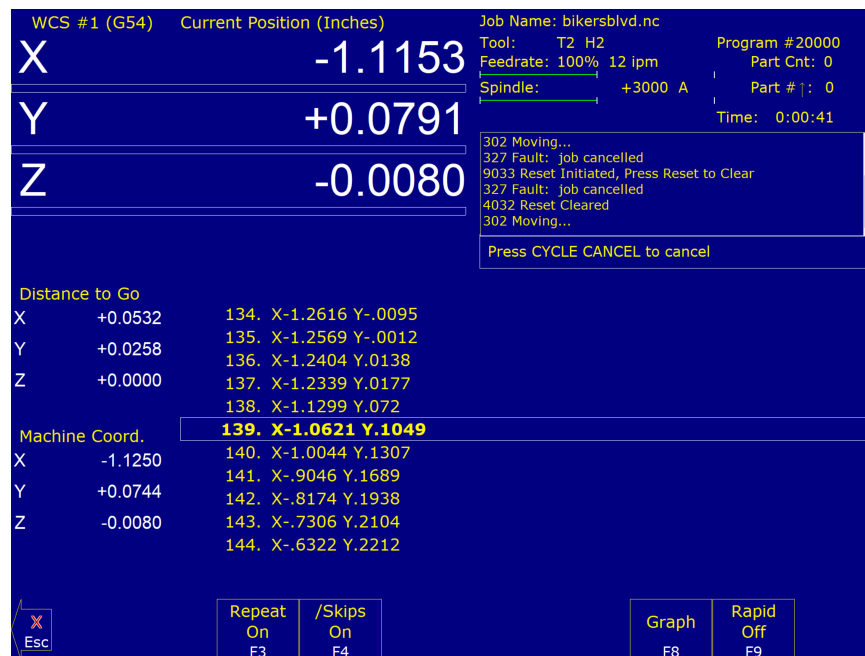 WCS #1 (G54) Current Position (Inches)
X -1.1153
Y +0.0791
Z -0.0080
Job Name: bikersblvd.nc
Tool: T2 H2 Program #20000
Feedrate: 100% 12 ipm Part Cnt: 0
Spindle: +3000 A Part #↑: 0
Time: 0:00:41
302 Moving...
327 Fault: job cancelled
9033 Reset Initiated, Press Reset to Clear
327 Fault: job cancelled
4032 Reset Cleared
302 Moving...
Press CYCLE CANCEL to cancel
Distance to Go
X +0.0532
Y +0.0258
Z +0.0000
Machine Coord.
X -1.1250
Y +0.0744
Z -0.0080
134. X-1.2616 Y-.0095
135. X-1.2569 Y-.0012
136. X-1.2404 Y.0138
137. X-1.2339 Y.0177
138. X-1.1299 Y.072
139. X-1.0621 Y.1049
140. X-1.0044 Y.1307
141. X-.9046 Y.1689
142. X-.8174 Y.1938
143. X-.7306 Y.2104
144. X-.6322 Y.2212
X
Esc
Repeat
On
F3
/Skips
On
F4
Graph
F8
Rapid
Off
F9